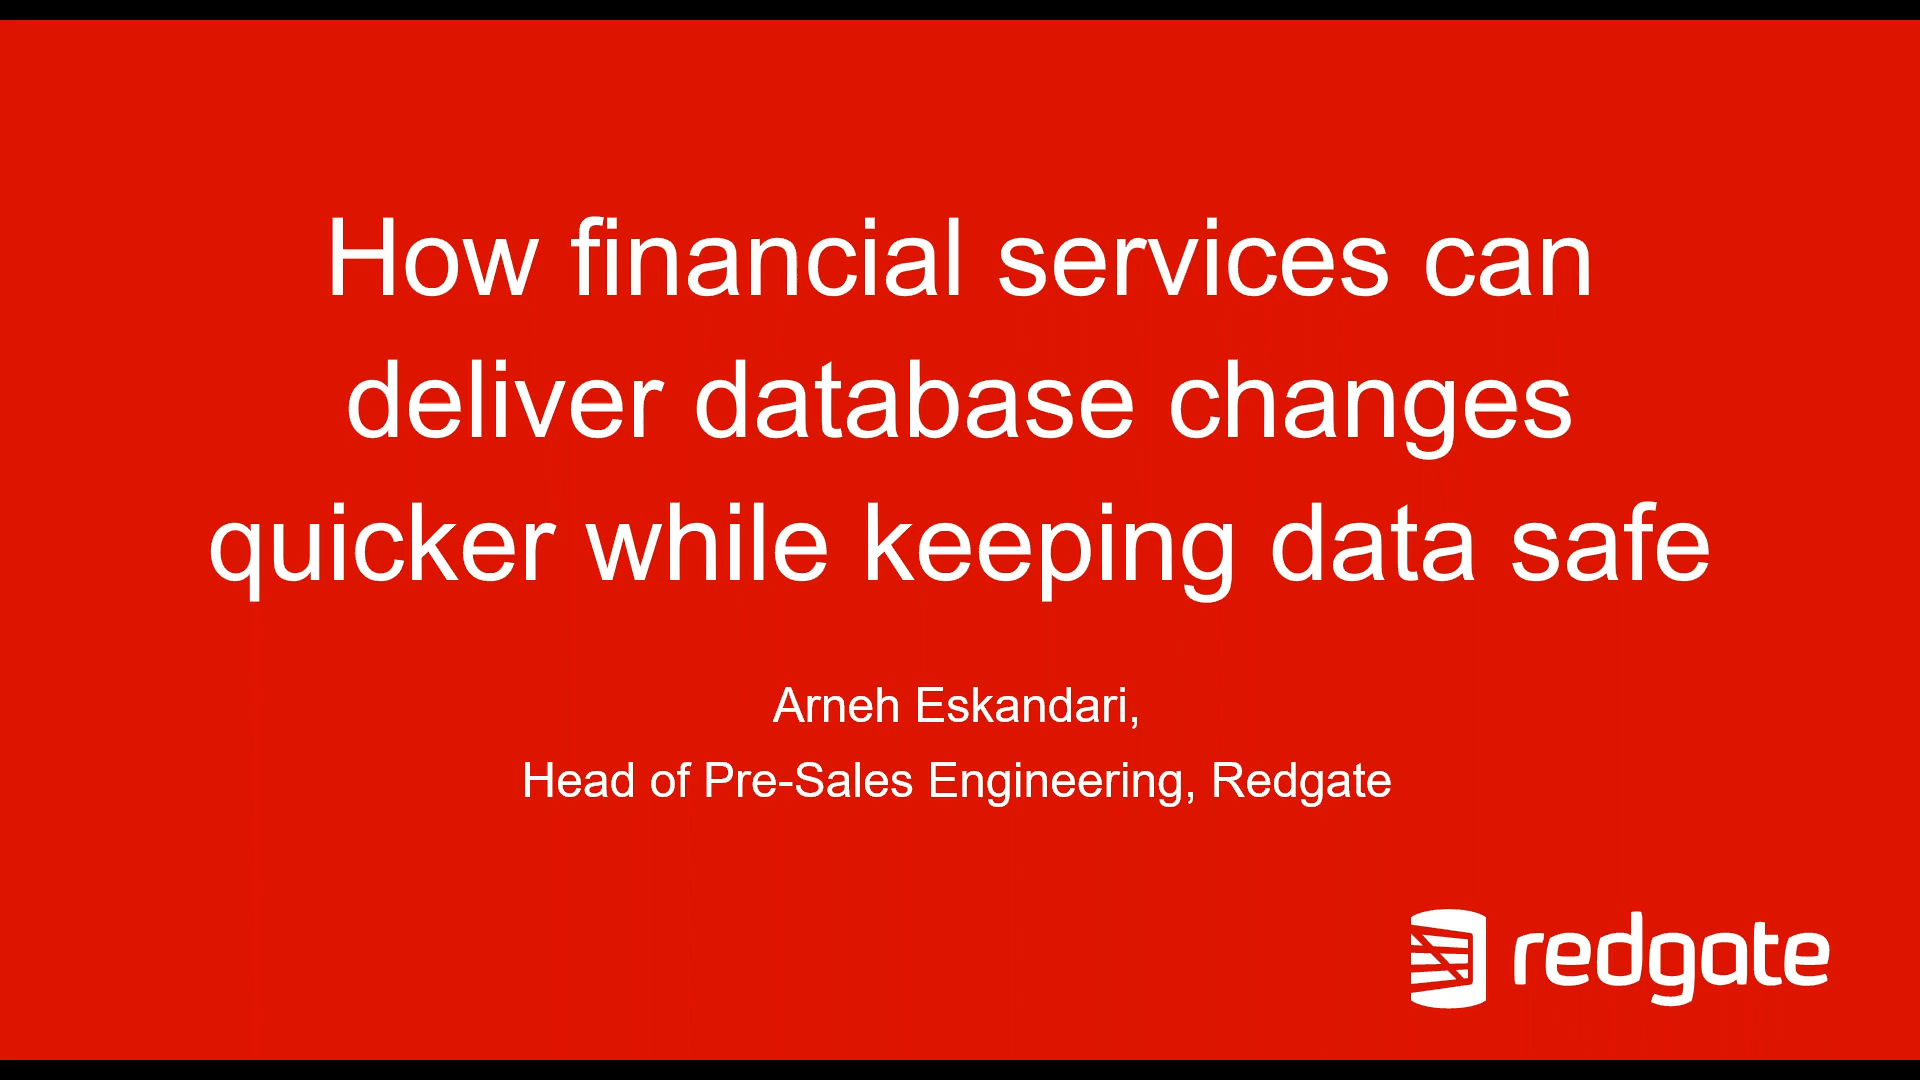 How financial services can
deliver database changes
quicker while keeping data safe
Arneh Eskandari,
Head of Pre-Sales Engineering, Redgate
redgate